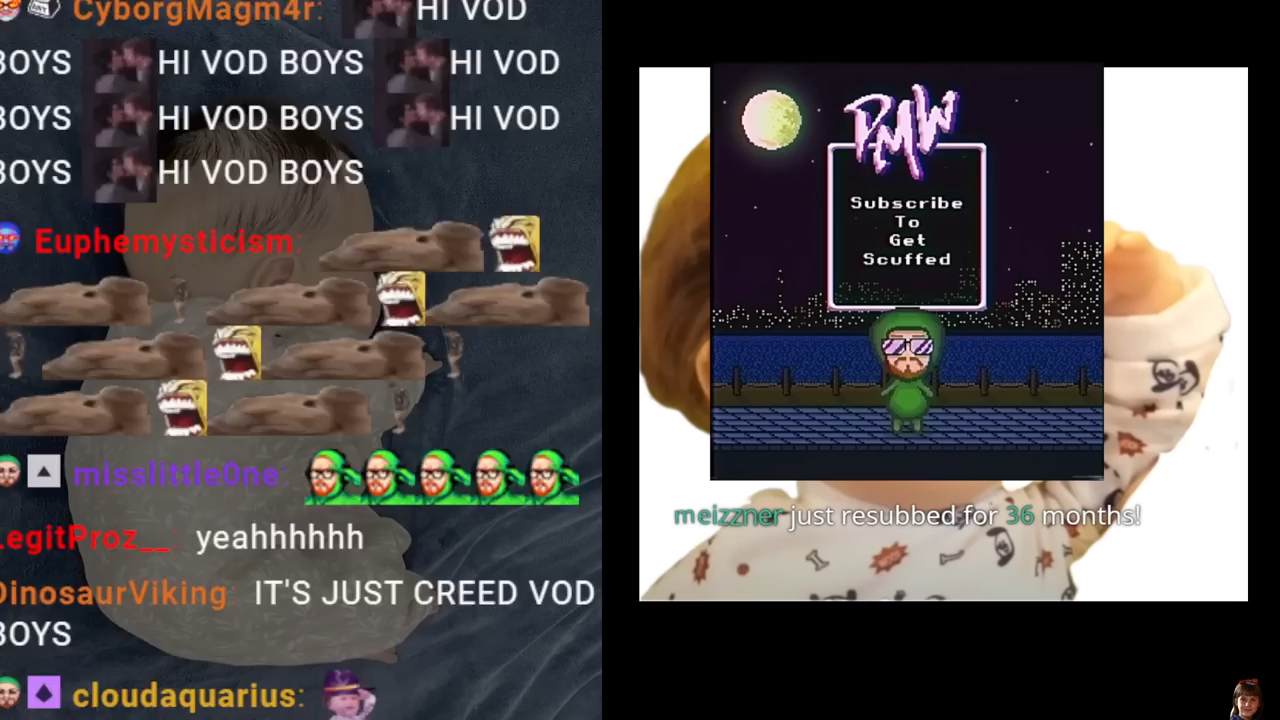 CyborgMagm4r: HI VOD
BOYS HI VOD BOYS HI VOD
BOYS HI VOD BOYS HI VOD
BOYS HI VOD BOYS
Euphemysticism:
misslittle0ne:
LegitProz__: yeahhhhhh
DinosaurViking: IT'S JUST CREED VOD
BOYS
cloudaquarius:
PMW
Subscribe
To
Get
Scuffed
meizzner just resubbed for 36 months!